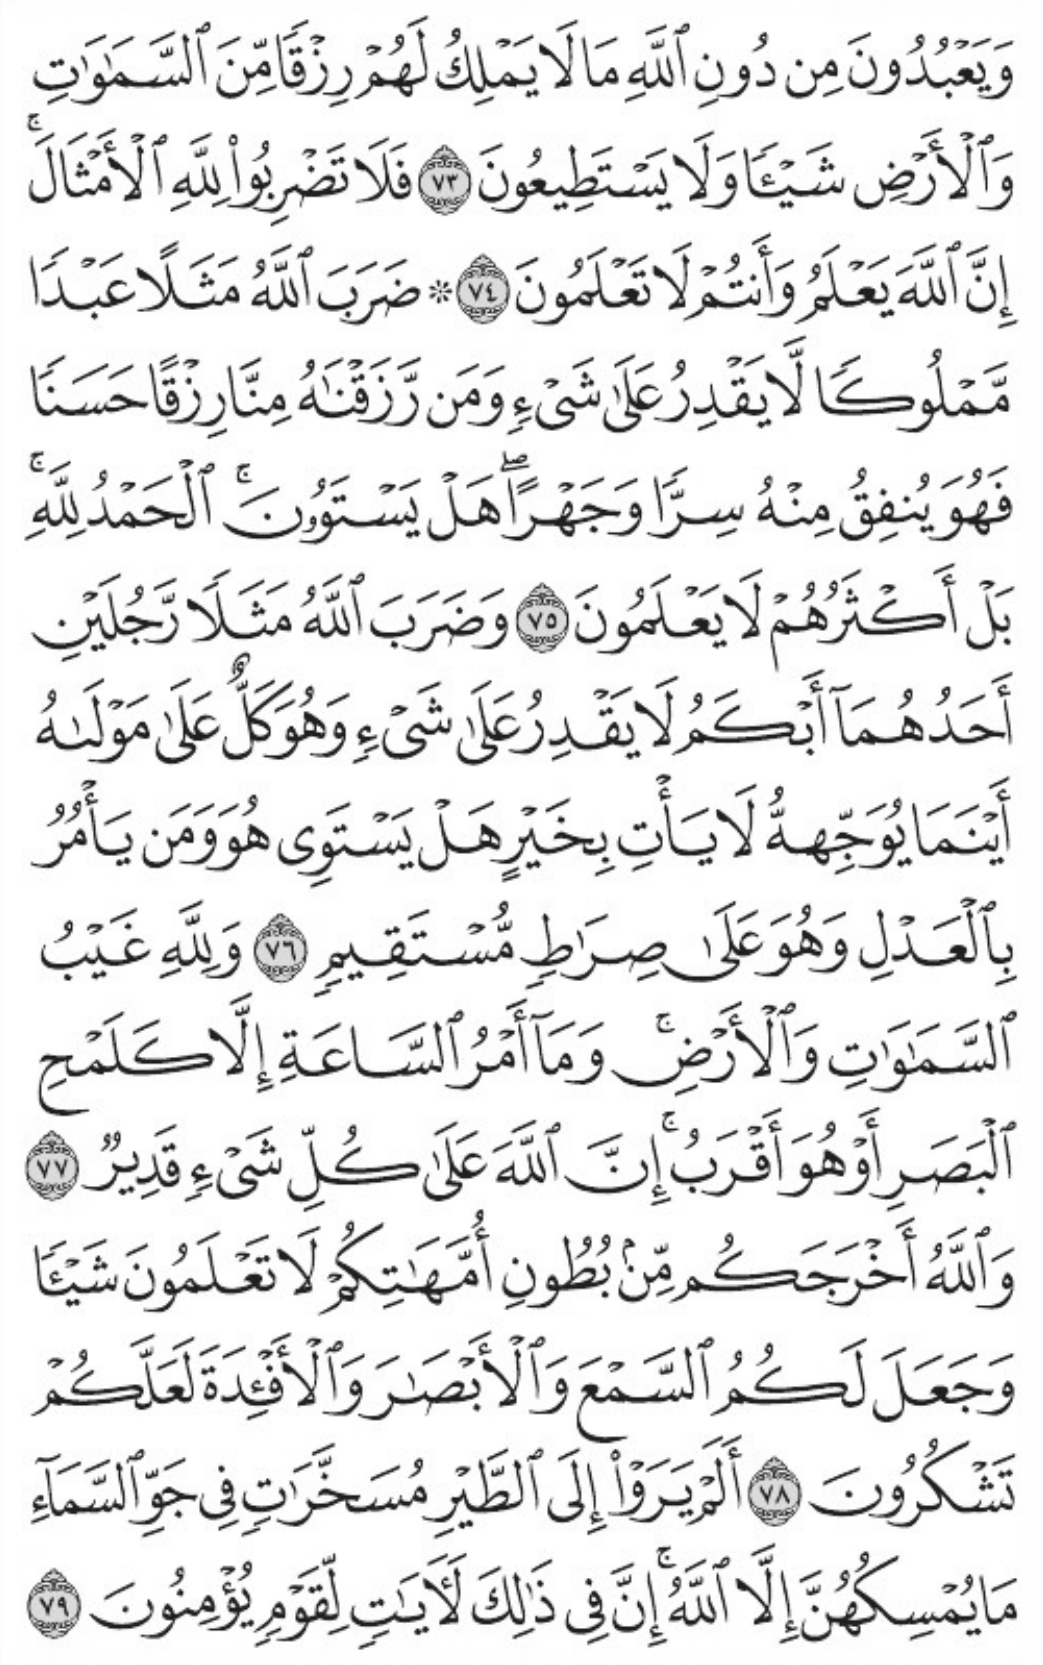 وَيَعۡبُدُونَ مِن دُونِ ٱللَّهِ مَا لَا يَمۡلِكُ لَهُمۡ رِزۡقٗا مِّنَ ٱلسَّمَٰوَٰتِ
وَٱلۡأَرۡضِ شَيۡـٔٗا وَلَا يَسۡتَطِيعُونَ ٧٣ فَلَا تَضۡرِبُواْ لِلَّهِ ٱلۡأَمۡثَالَۚ
إِنَّ ٱللَّهَ يَعۡلَمُ وَأَنتُمۡ لَا تَعۡلَمُونَ ٧٤ * ضَرَبَ ٱللَّهُ مَثَلًا عَبۡدٗا
مَّمۡلُوكٗا لَّا يَقۡدِرُ عَلَىٰ شَيۡءٖ وَمَن رَّزَقۡنَٰهُ مِنَّا رِزۡقًا حَسَنٗا
فَهُوَ يُنفِقُ مِنۡهُ سِرّٗا وَجَهۡرًاۖ هَلۡ يَسۡتَوُۥنَۚ ٱلۡحَمۡدُ لِلَّهِۚ
بَلۡ أَكۡثَرُهُمۡ لَا يَعۡلَمُونَ ٧٥ وَضَرَبَ ٱللَّهُ مَثَلٗا رَّجُلَيۡنِ
أَحَدُهُمَآ أَبۡكَمُ لَا يَقۡدِرُ عَلَىٰ شَيۡءٖ وَهُوَ كَلٌّ عَلَىٰ مَوۡلَىٰهُ
أَيۡنَمَا يُوَجِّههُّ لَا يَأۡتِ بِخَيۡرٍ هَلۡ يَسۡتَوِي هُوَ وَمَن يَأۡمُرُ
بِٱلۡعَدۡلِ وَهُوَ عَلَىٰ صِرَٰطٖ مُّسۡتَقِيمٖ ٧٦ وَلِلَّهِ غَيۡبُ
ٱلسَّمَٰوَٰتِ وَٱلۡأَرۡضِۚ وَمَآ أَمۡرُ ٱلسَّاعَةِ إِلَّا كَلَمۡحِ
ٱلۡبَصَرِ أَوۡ هُوَ أَقۡرَبُۚ إِنَّ ٱللَّهَ عَلَىٰ كُلِّ شَيۡءٖ قَدِيرٞ ٧٧
وَٱللَّهُ أَخۡرَجَكُم مِّنۢ بُطُونِ أُمَّهَٰتِكُمۡ لَا تَعۡلَمُونَ شَيۡـٔٗا
وَجَعَلَ لَكُمُ ٱلسَّمۡعَ وَٱلۡأَبۡصَٰرَ وَٱلۡأَفۡـِٔدَةَ لَعَلَّكُمۡ
تَشۡكُرُونَ ٧٨ أَلَمۡ يَرَوۡاْ إِلَى ٱلطَّيۡرِ مُسَخَّرَٰتٖ فِي جَوِّ ٱلسَّمَآءِ
مَا يُمۡسِكُهُنَّ إِلَّا ٱللَّهُۚ إِنَّ فِي ذَٰلِكَ لَأٓيَٰتٖ لِّقَوۡمٖ يُؤۡمِنُونَ ٧٩